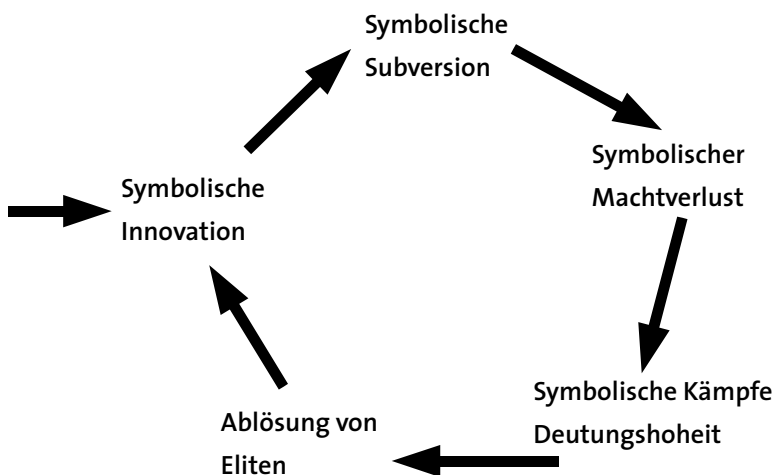 Symbolische
Subversion
Symbolischer
Machtverlust
Symbolische
Innovation
Symbolische Kämpfe
Deutungshoheit
Ablösung von
Eliten